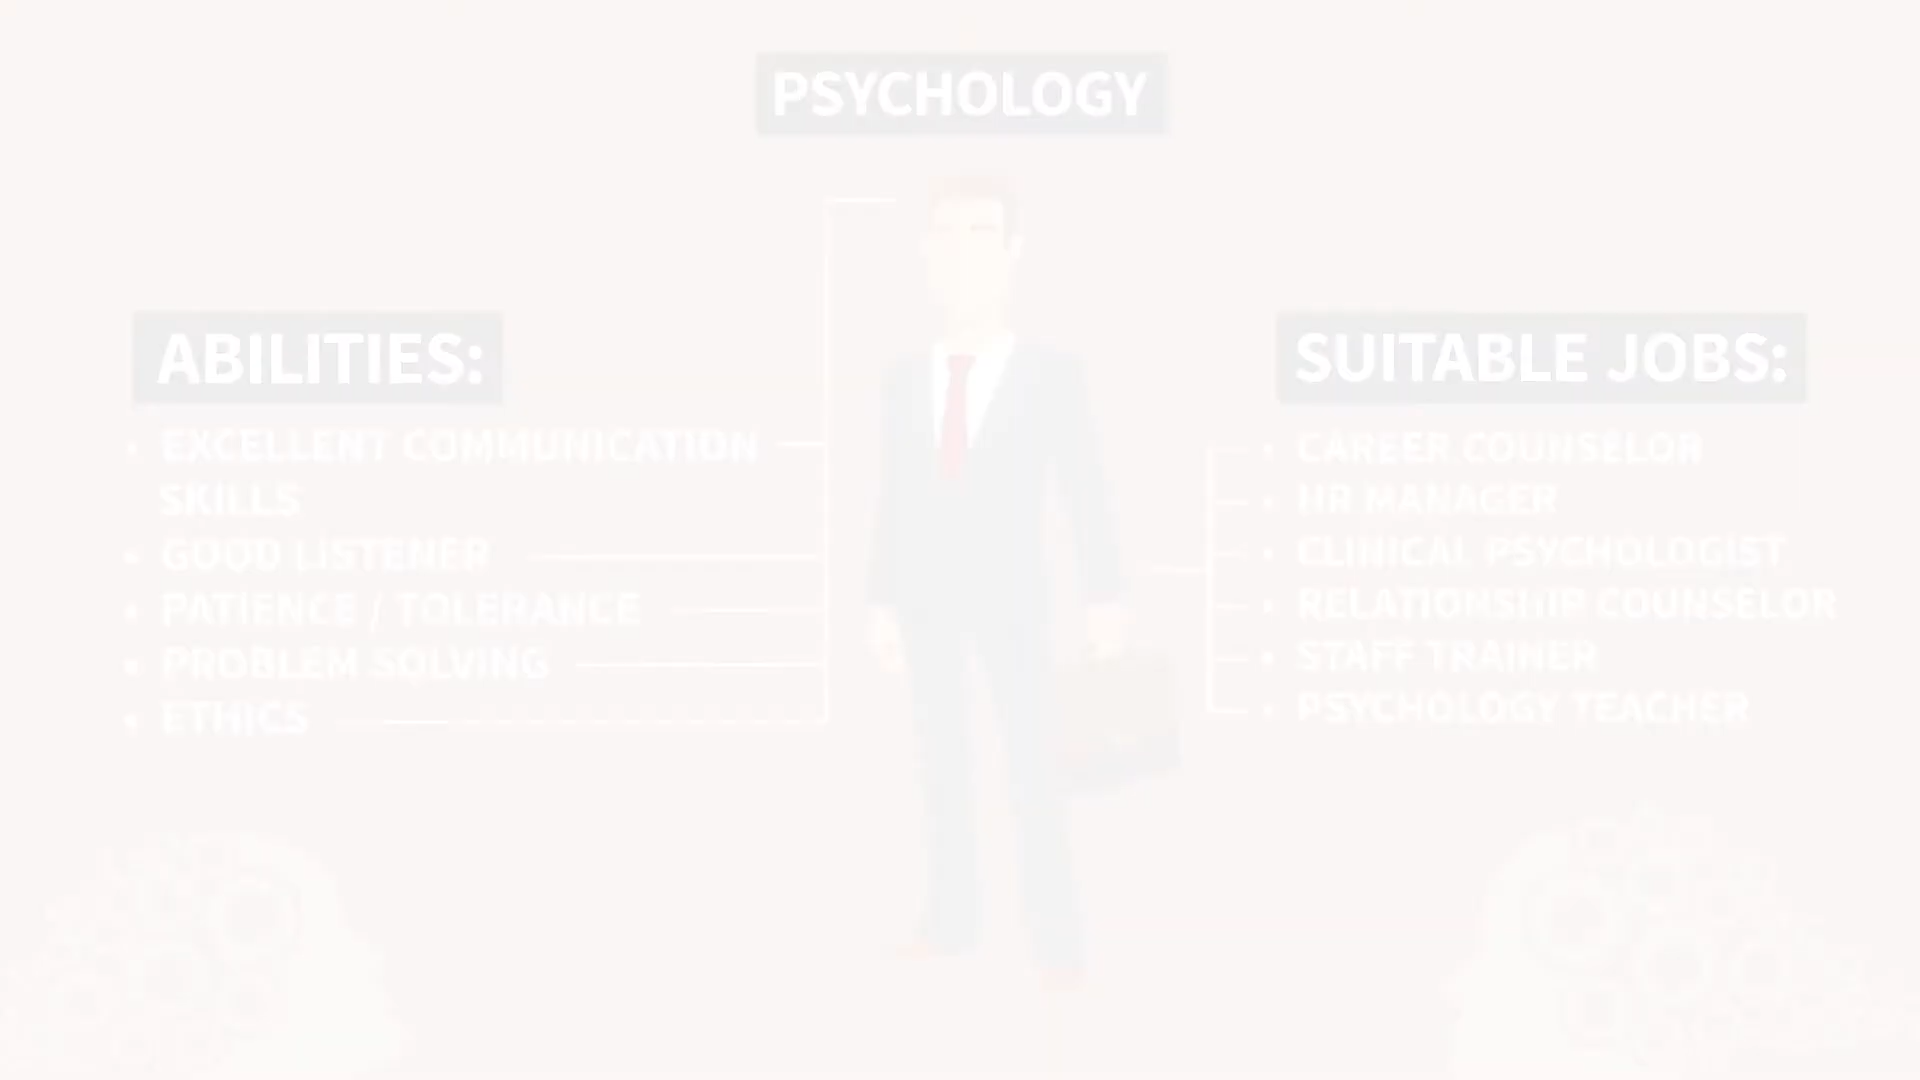 PSYCHOLOGY
ABILITIES:
• EXCELLENT COMMUNICATION
SKILLS
• GOOD LISTENER
• PATIENCE / TOLERANCE
• PROBLEM SOLVING
• ETHICS
SUITABLE JOBS:
• CAREER COUNSELOR
• HR MANAGER
• CLINICAL PSYCHOLOGIST
• RELATIONSHIP COUNSELOR
• STAFF TRAINER
• PSYCHOLOGY TEACHER